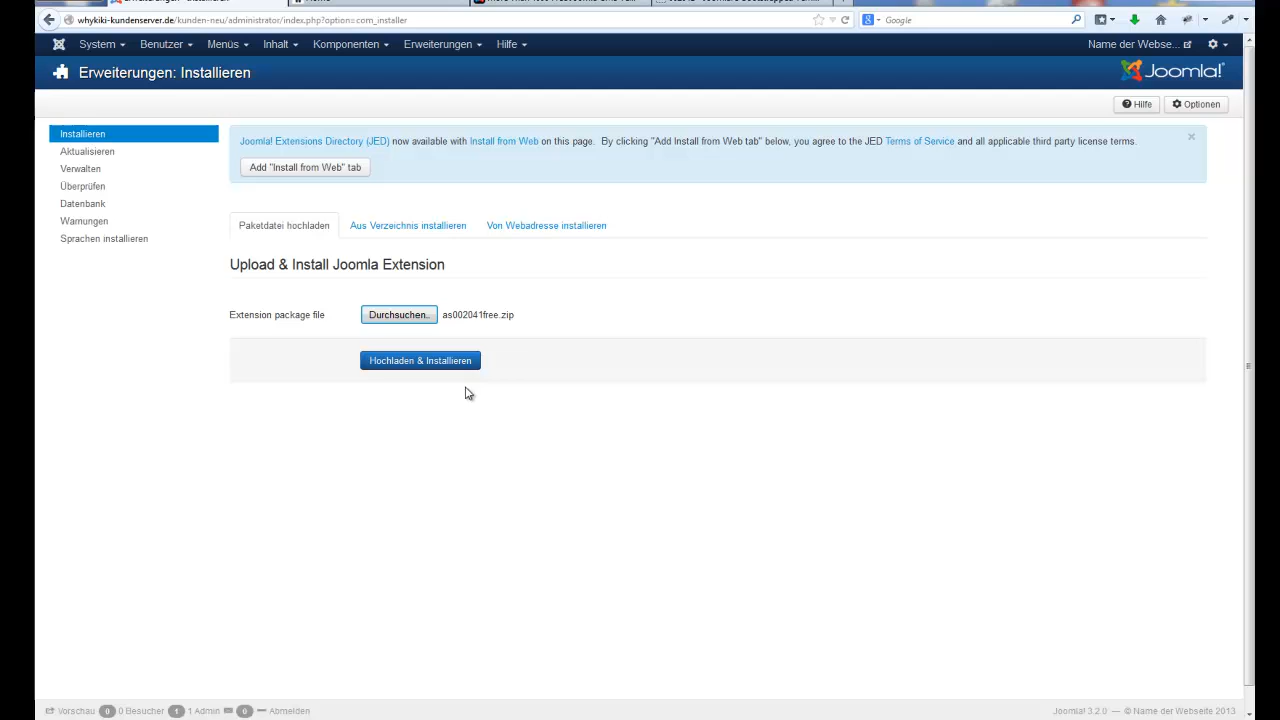 whykiki-kundenserver.de/kunden-neu/administrator/index.php?option=com_installer
Google
System Benutzer Menüs Inhalt Komponenten Erweiterungen Hilfe Name der Webse...
Erweiterungen: Installieren
Joomla!
Hilfe Optionen
Installieren
Aktualisieren
Verwalten
Überprüfen
Datenbank
Warnungen
Sprachen installieren
Joomla! Extensions Directory (JED) now available with Install from Web on this page. By clicking "Add Install from Web tab" below, you agree to the JED Terms of Service and all applicable third party license terms.
Add "Install from Web" tab
Paketdatei hochladen Aus Verzeichnis installieren Von Webadresse installieren
Upload & Install Joomla Extension
Extension package file Durchsuchen.. as002041free.zip
Hochladen & Installieren
Vorschau 0 0 Besucher 1 1 Admin 0 Abmelden
Joomla! 3.2.0 — © Name der Webseite 2013